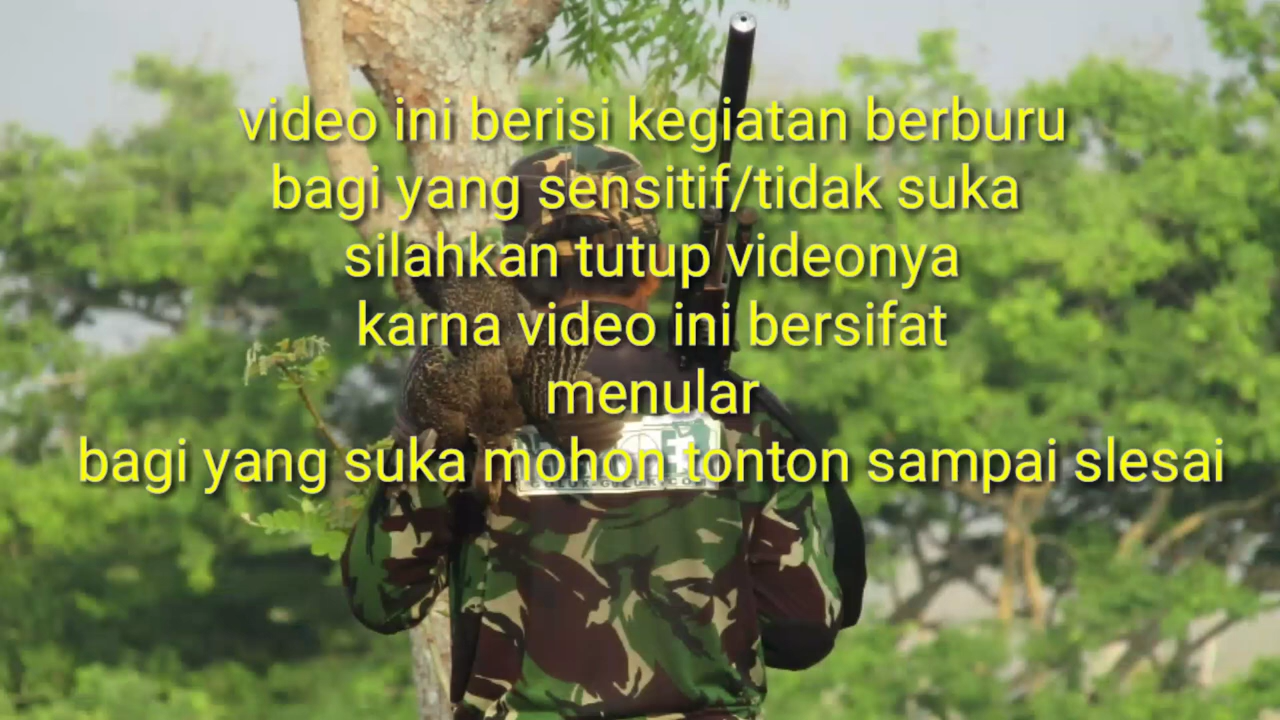 video ini berisi kegiatan berburu
bagi yang sensitif/tidak suka
silahkan tutup videonya
karna video ini bersifat
menular
bagi yang suka mohon tonton sampai slesai